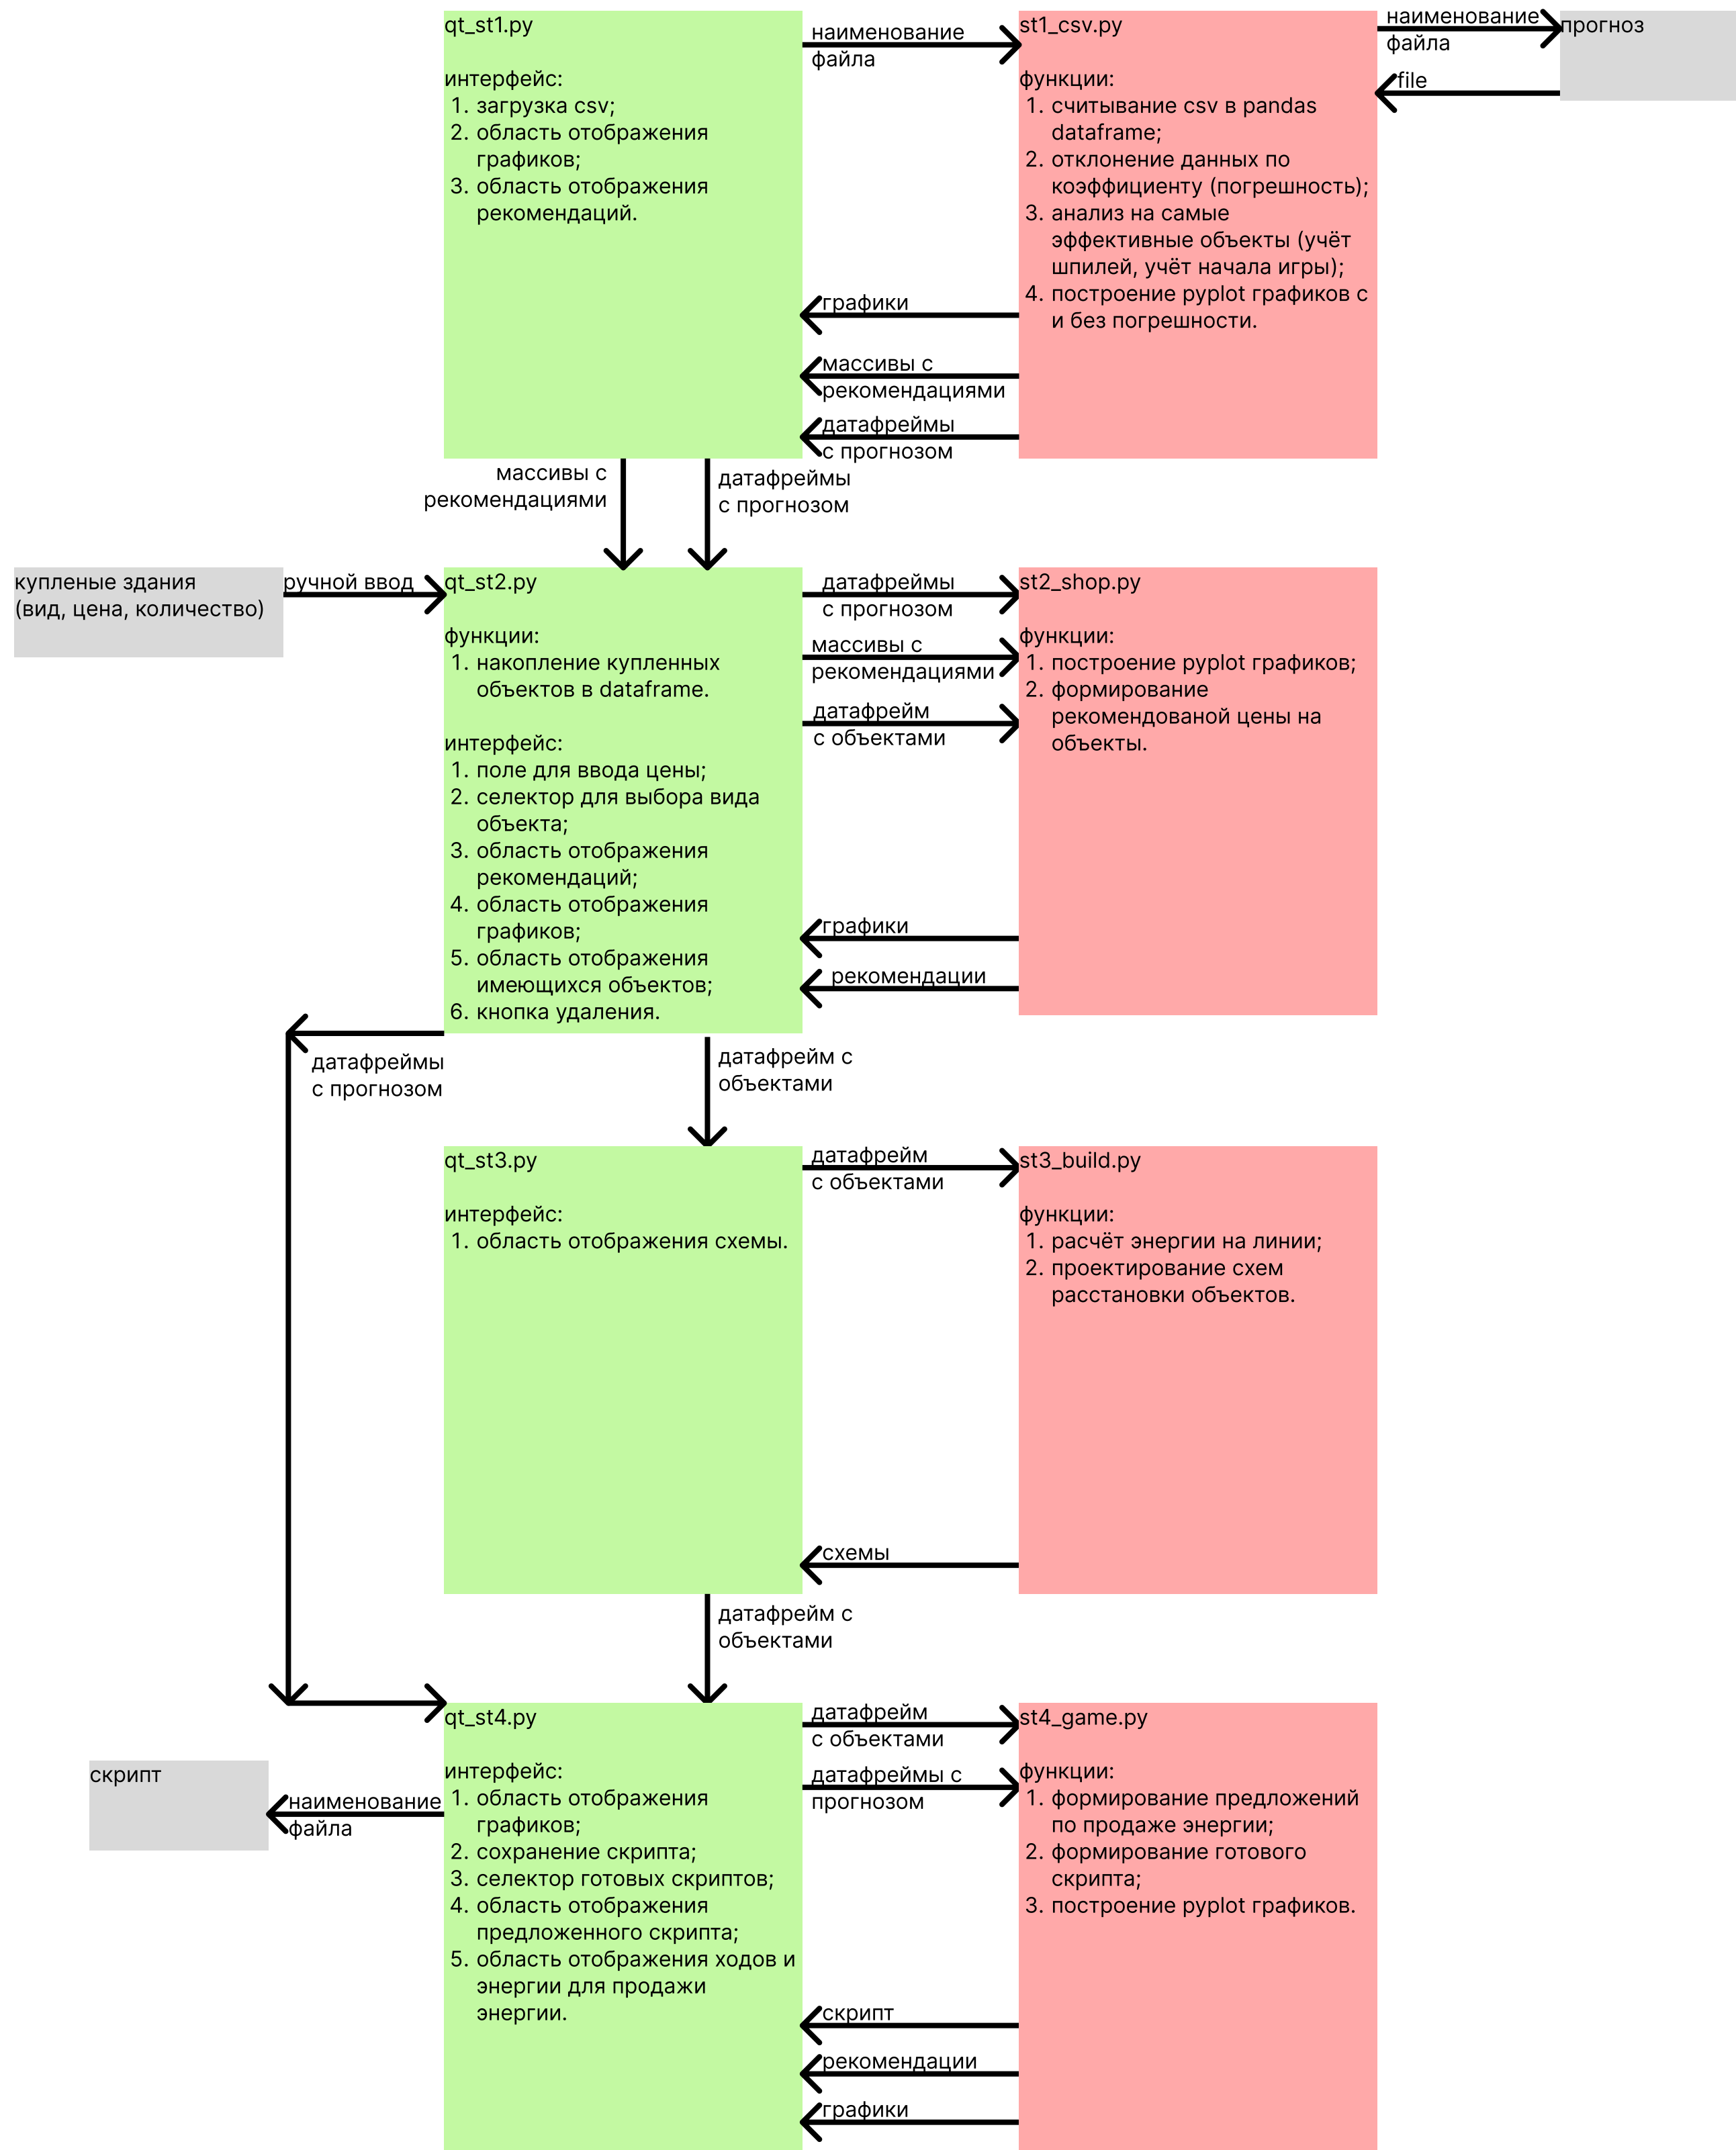 qt_st1.py
интерфейс:
1. загрузка csv;
2. область отображения
графиков;
3. область отображения
рекомендаций.
наименование
файла
st1_csv.py
функции:
1. считывание csv в pandas
dataframe;
2. отклонение данных по
коэффициенту (погрешность);
3. анализ на самые
эффективные объекты (учёт
шпилей, учёт начала игры);
4. построение pyplot графиков с
и без погрешности.
наименование
файла
прогноз
file
графики
массивы с
рекомендациями
датафреймы
с прогнозом
массивы с
рекомендациями
датафреймы
с прогнозом
купленые здания
(вид, цена, количество)
ручной ввод
qt_st2.py
функции:
1. накопление купленных
объектов в dataframe.
интерфейс:
1. поле для ввода цены;
2. селектор для выбора вида
объекта;
3. область отображения
рекомендаций;
4. область отображения
графиков;
5. область отображения
имеющихся объектов;
6. кнопка удаления.
датафреймы
с прогнозом
массивы с
рекомендациями
датафрейм
с объектами
st2_shop.py
функции:
1. построение pyplot графиков;
2. формирование
рекомендованой цены на
объекты.
графики
рекомендации
датафреймы
с прогнозом
датафрейм с
объектами
qt_st3.py
интерфейс:
1. область отображения схемы.
датафрейм
с объектами
st3_build.py
функции:
1. расчёт энергии на линии;
2. проектирование схем
расстановки объектов.
схемы
датафрейм с
объектами
qt_st4.py
интерфейс:
1. область отображения
графиков;
2. сохранение скрипта;
3. селектор готовых скриптов;
4. область отображения
предложенного скрипта;
5. область отображения ходов и
энергии для продажи
энергии.
скрипт
наименование
файла
датафрейм
с объектами
датафреймы с
прогнозом
st4_game.py
функции:
1. формирование предложений
по продаже энергии;
2. формирование готового
скрипта;
3. построение pyplot графиков.
скрипт
рекомендации
графики